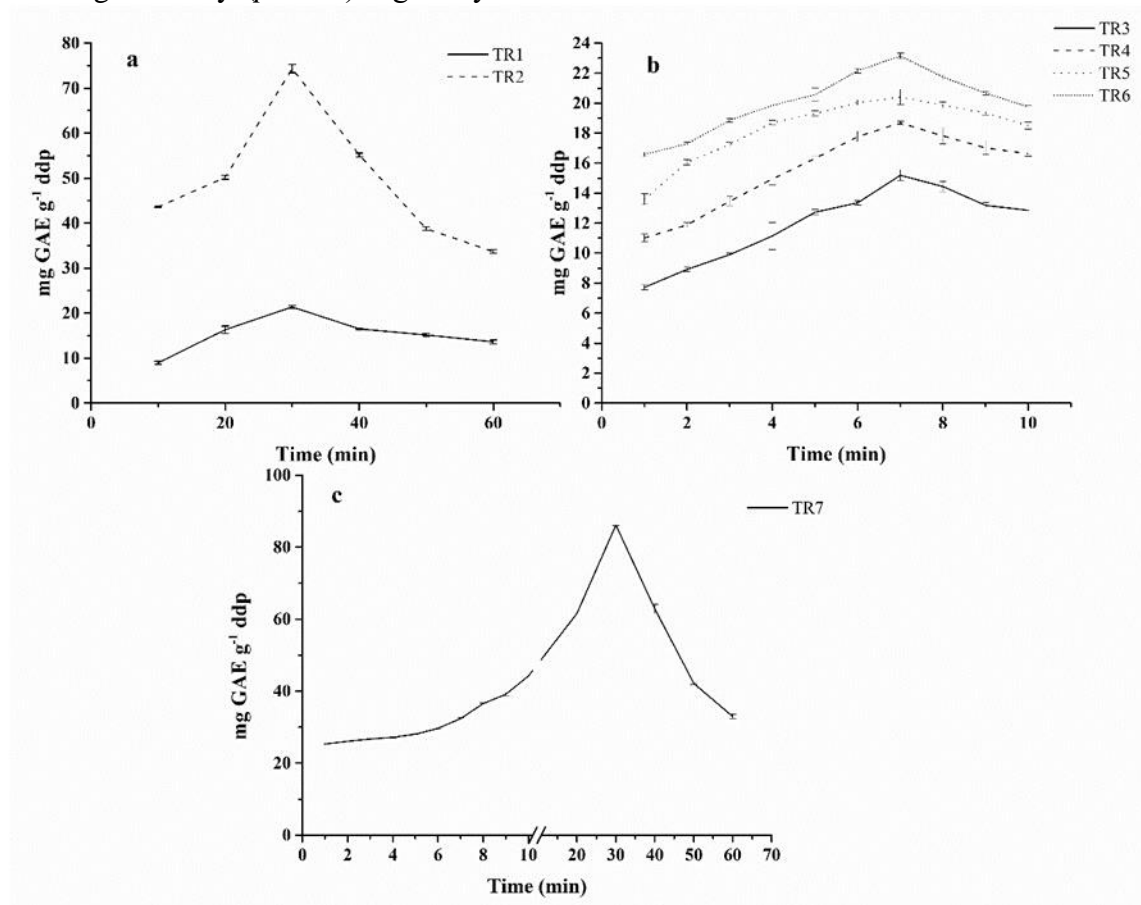 a
TR1
TR2
80
70
60
50
40
30
20
10
0
mg GAE g-1 ddp
0 20 40 60
Time (min)
b
TR3
TR4
TR5
TR6
24
22
20
18
16
14
12
10
8
6
4
2
0
mg GAE g-1 ddp
0 2 4 6 8 10
Time (min)
c
TR7
100
80
60
40
20
0
mg GAE g-1 ddp
0 2 4 6 8 10 20 30 40 50 60 70
Time (min)